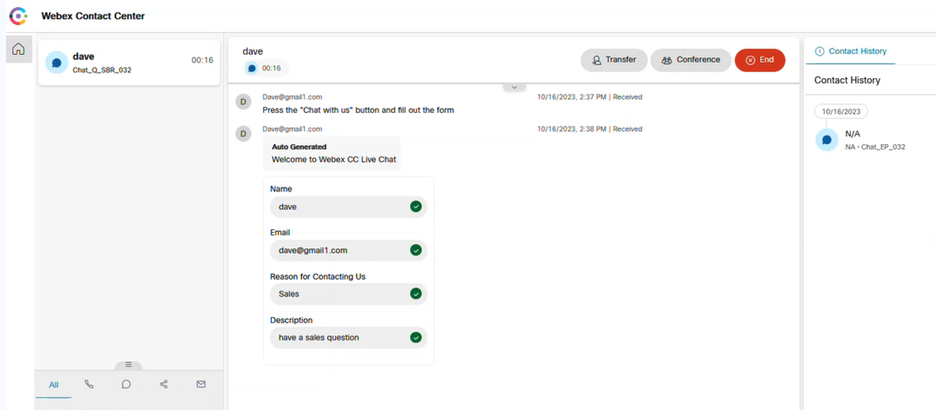 Webex Contact Center
dave
Chat_Q_SBR_032
00:16
All
dave
00:16
Transfer
Conference
End
D
Dave@gmail1.com
10/16/2023, 2:37 PM | Received
Press the "Chat with us" button and fill out the form
D
Dave@gmail1.com
10/16/2023, 2:38 PM | Received
Auto Generated
Welcome to Webex CC Live Chat
Name
dave
Email
dave@gmail1.com
Reason for Contacting Us
Sales
Description
have a sales question
Contact History
Contact History
10/16/2023
N/A
NA • Chat_EP_032